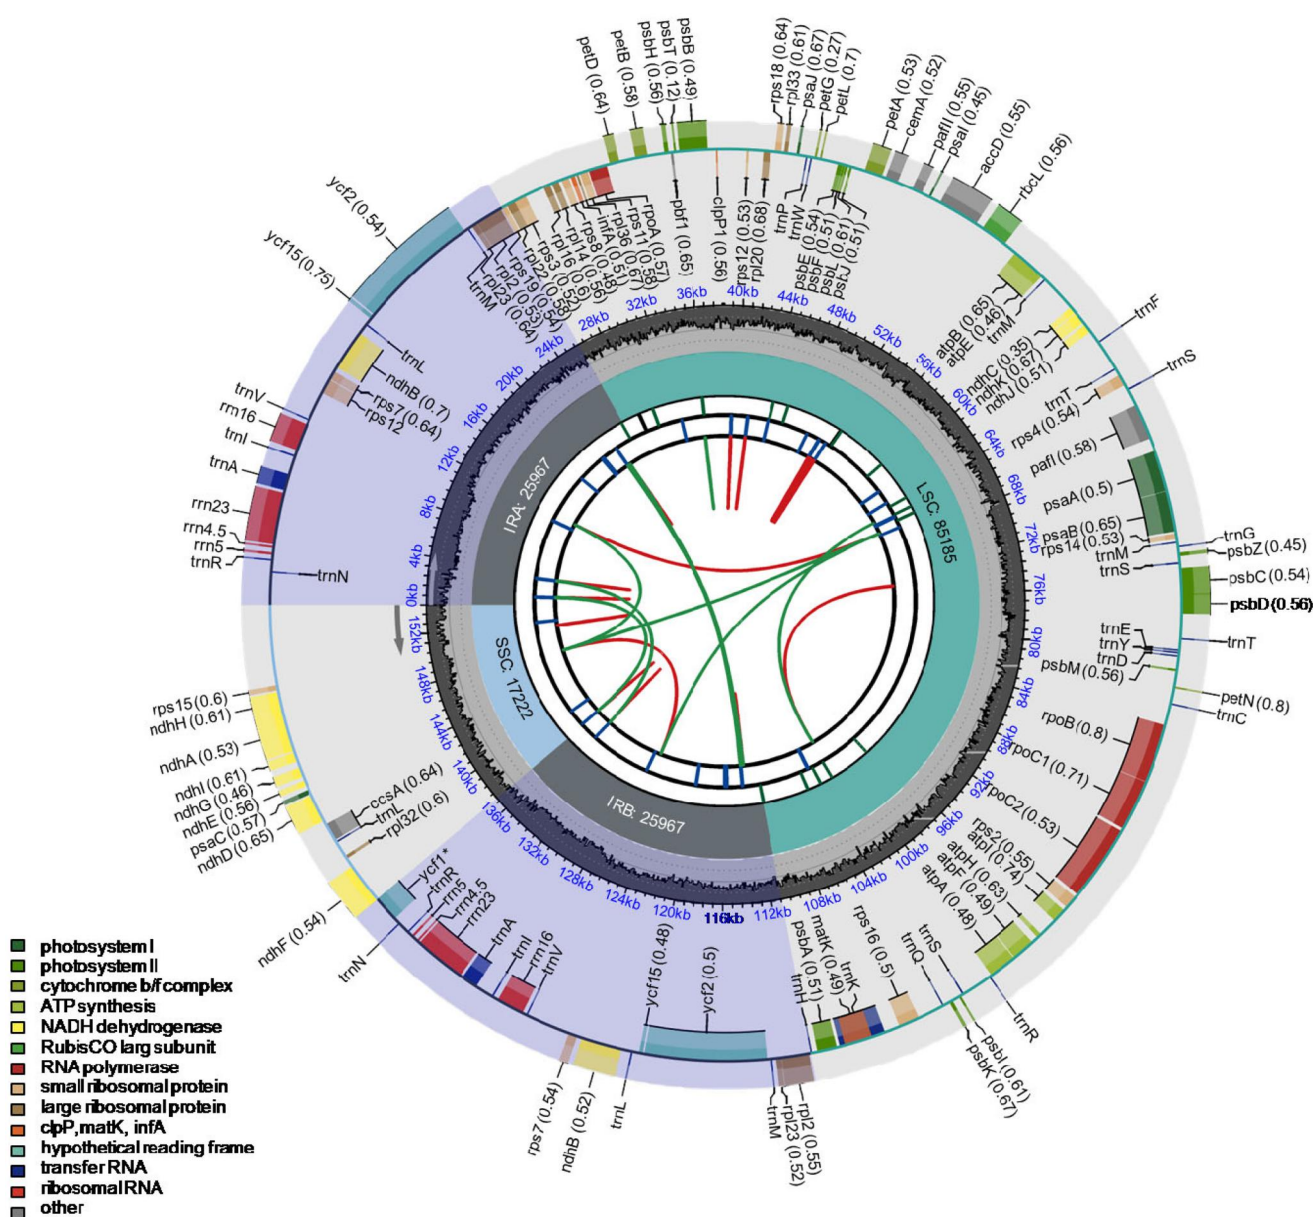 petD (0.64)
petB (0.58)
psbH (0.56)
psbT (0.12)
psbB (0.49)
rps18 (0.64)
rpl33 (0.61)
psaJ (0.67)
petG (0.27)
petL (0.7)
petA (0.53)
cemA (0.52)
pafII (0.55)
psaI (0.45)
accD (0.55)
rbcL (0.56)
trnF
trnS
trnG
psbZ (0.45)
psbC (0.54)
psbD (0.56)
trnT
petN (0.8)
trnC
trnR
psbI (0.61)
psbK (0.67)
rpl2 (0.55)
rpl23 (0.52)
trnM
trnL
ndhB (0.52)
rps7 (0.54)
trnN
ndhF (0.54)
ndhD (0.65)
psaC (0.57)
ndhE (0.56)
ndhG (0.46)
ndhI (0.61)
ndhA (0.53)
ndhH (0.61)
rps15 (0.6)
trnR
rrn5
rrn4.5
rrn23
trnA
trnI
rrn16
trnV
ycf15 (0.75)
ycf2 (0.54)
trnN
rps12
rps7 (0.64)
ndhB (0.7)
trnL
trnM
rpl23 (0.64)
rpl2 (0.53)
rps19 (0.54)
rpl22 (0.58)
rps3 (0.52)
rpl16 (0.6)
rpl14 (0.56)
rps8 (0.48)
infA (0.51)
rpl36 (0.67)
rps11 (0.58)
rpoA (0.57)
pbf1 (0.65)
clpP1 (0.56)
rps12 (0.53)
rpl20 (0.68)
trnP
trnW
psbE (0.54)
psbF (0.51)
psbL (0.61)
psbJ (0.51)
atpB (0.65)
atpE (0.46)
trnM
ndhC (0.35)
ndhK (0.67)
ndhJ (0.51)
trnT
rps4 (0.54)
pafI (0.58)
psaA (0.5)
psaB (0.65)
rps14 (0.53)
trnM
trnS
trnE
trnY
trnD
psbM (0.56)
rpoB (0.8)
rpoC1 (0.71)
rpoC2 (0.53)
rps2 (0.55)
atpI (0.74)
atpH (0.63)
atpF (0.49)
atpA (0.48)
trnS
trnQ
rps16 (0.5)
trnK
matK (0.49)
psbA (0.51)
trnH
ycf2 (0.5)
ycf15 (0.48)
trnV
rrn16
trnI
trnA
rrn23
rrn4.5
rrn5
trnR
ycf1*
rpl32 (0.6)
trnL
ccsA (0.64)
0kb
4kb
8kb
12kb
16kb
20kb
24kb
28kb
32kb
36kb
40kb
44kb
48kb
52kb
56kb
60kb
64kb
68kb
72kb
76kb
80kb
84kb
88kb
92kb
96kb
100kb
104kb
108kb
112kb
116kb
120kb
124kb
128kb
132kb
136kb
140kb
144kb
148kb
152kb
IRA: 25967
LSC: 85185
SSC: 17222
IRB: 25967
photosystem I
photosystem II
cytochrome b/f complex
ATP synthesis
NADH dehydrogenase
RubisCO larg subunit
RNA polymerase
small ribosomal protein
large ribosomal protein
clpP, matK, infA
hypothetical reading frame
transfer RNA
ribosomal RNA
other